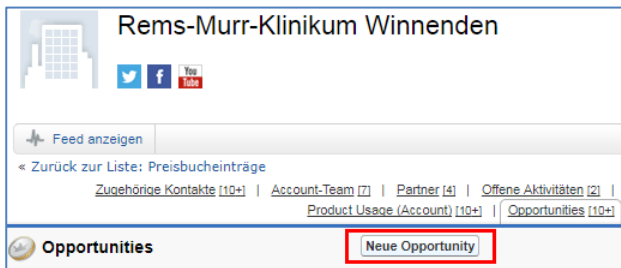 Rems-Murr-Klinikum Winnenden
You
Tube
Feed anzeigen
« Zurück zur Liste: Preisbucheinträge
Zugehörige Kontakte [10+] | Account-Team [7] | Partner [4] | Offene Aktivitäten [2] |
Product Usage (Account) [10+] | Opportunities [10+]
Opportunities Neue Opportunity